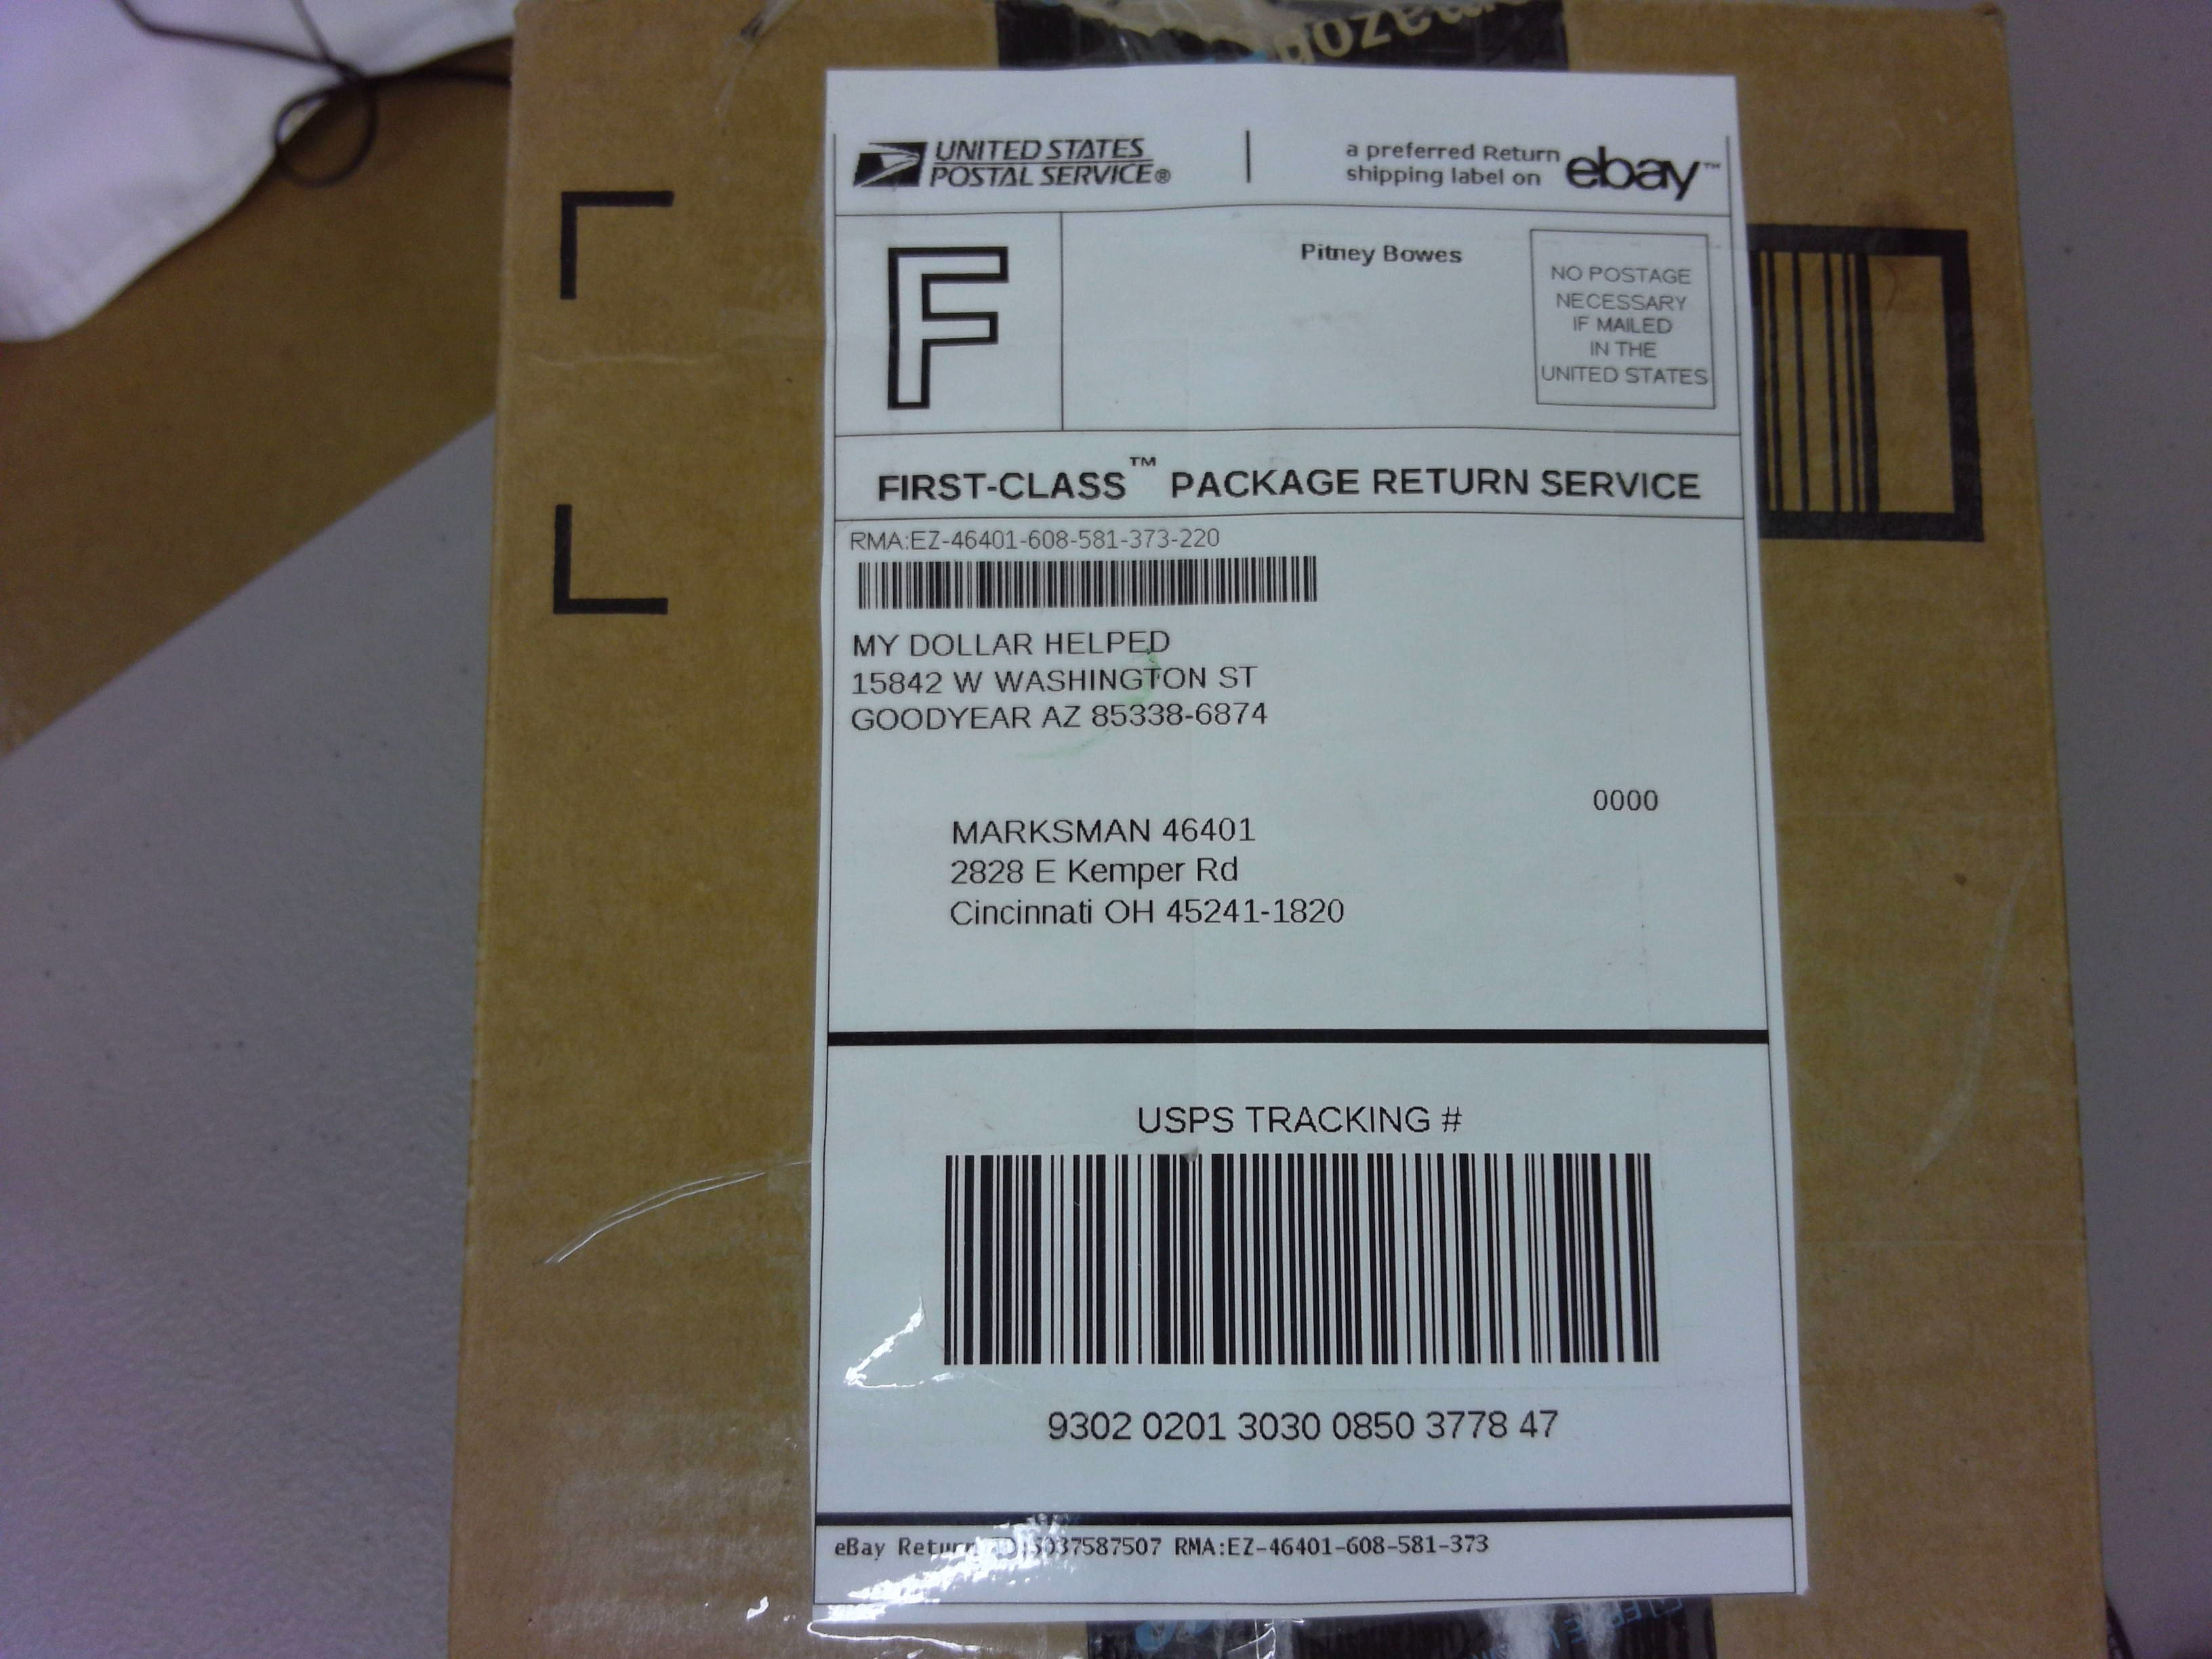 UNITED STATES
POSTAL SERVICE®
a preferred Return
shipping label on
ebay™
F
Pitney Bowes
NO POSTAGE
NECESSARY
IF MAILED
IN THE
UNITED STATES
FIRST-CLASS™ PACKAGE RETURN SERVICE
RMA:EZ-46401-608-581-373-220
MY DOLLAR HELPED
15842 W WASHINGTON ST
GOODYEAR AZ 85338-6874
0000
MARKSMAN 46401
2828 E Kemper Rd
Cincinnati OH 45241-1820
USPS TRACKING #
9302 0201 3030 0850 3778 47
eBay Return RMA:EZ-46401-608-581-373